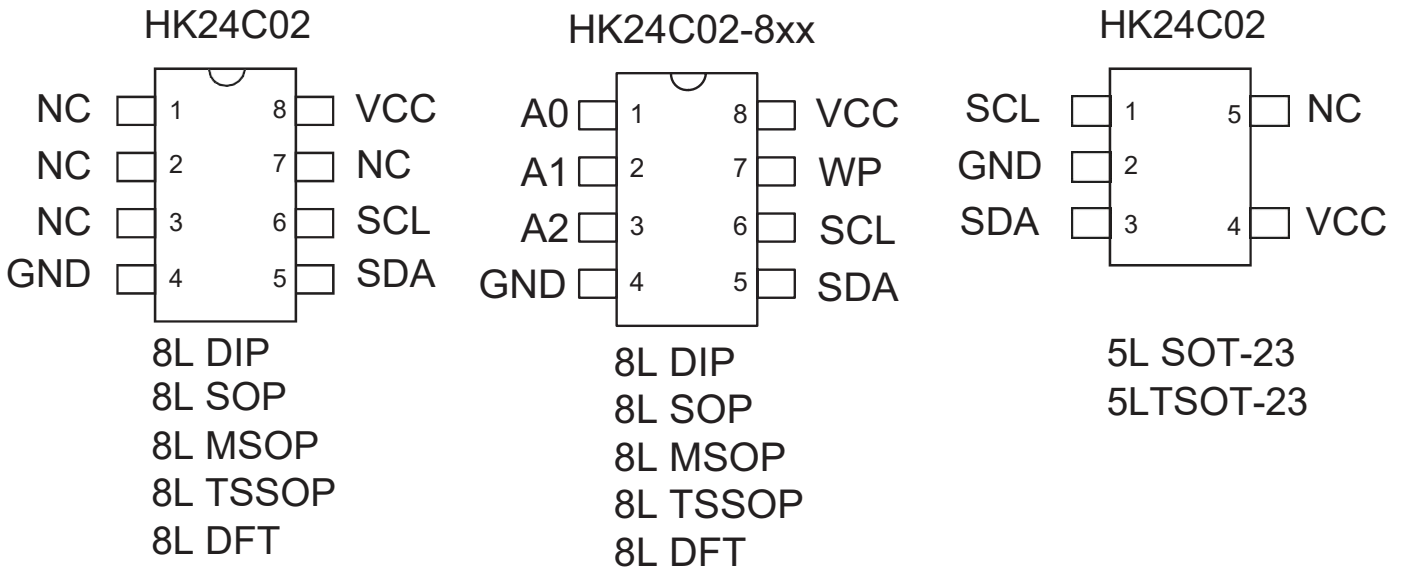 HK24C02
NC 1 8 VCC
NC 2 7 NC
NC 3 6 SCL
GND 4 5 SDA
8L DIP
8L SOP
8L MSOP
8L TSSOP
8L DFT
HK24C02-8xx
A0 1 8 VCC
A1 2 7 WP
A2 3 6 SCL
GND 4 5 SDA
8L DIP
8L SOP
8L MSOP
8L TSSOP
8L DFT
HK24C02
SCL 1 5 NC
GND 2
SDA 3 4 VCC
5L SOT-23
5LTSOT-23